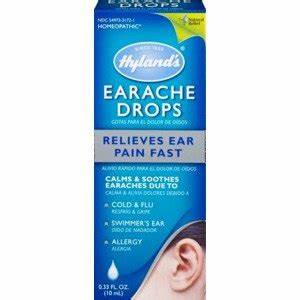 NDC 54973-3172-1
HOMEOPATHIC*
Natural Relief
SINCE 1903
Hyland's
EARACHE
DROPS
GOTAS PARA EL DOLOR DE OÍDOS
RELIEVES EAR
PAIN FAST
ALIVIO RÁPIDO PARA EL DOLOR DE OÍDO
CALMS & SOOTHES
EARACHES DUE TO
CALMA & ALIVIA DOLORES DEBIDO A
• COLD & FLU
RESFRÍO & GRIPE
• SWIMMER'S EAR
OÍDO DE NADADOR
• ALLERGY
ALERGIA
0.33 FL. OZ.
(10 mL)